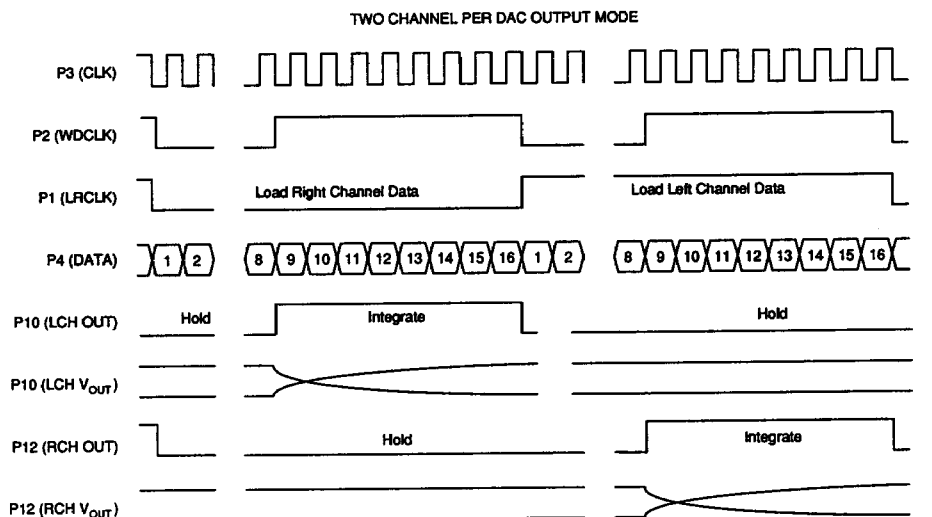 TWO CHANNEL PER DAC OUTPUT MODE
P3 (CLK)
P2 (WDCLK)
P1 (LRCLK) Load Right Channel Data Load Left Channel Data
P4 (DATA) 1 2 8 9 10 11 12 13 14 15 16 1 2 8 9 10 11 12 13 14 15 16
P10 (LCH OUT) Hold Integrate Hold
P10 (LCH VOUT)
P12 (RCH OUT) Hold Integrate
P12 (RCH VOUT)